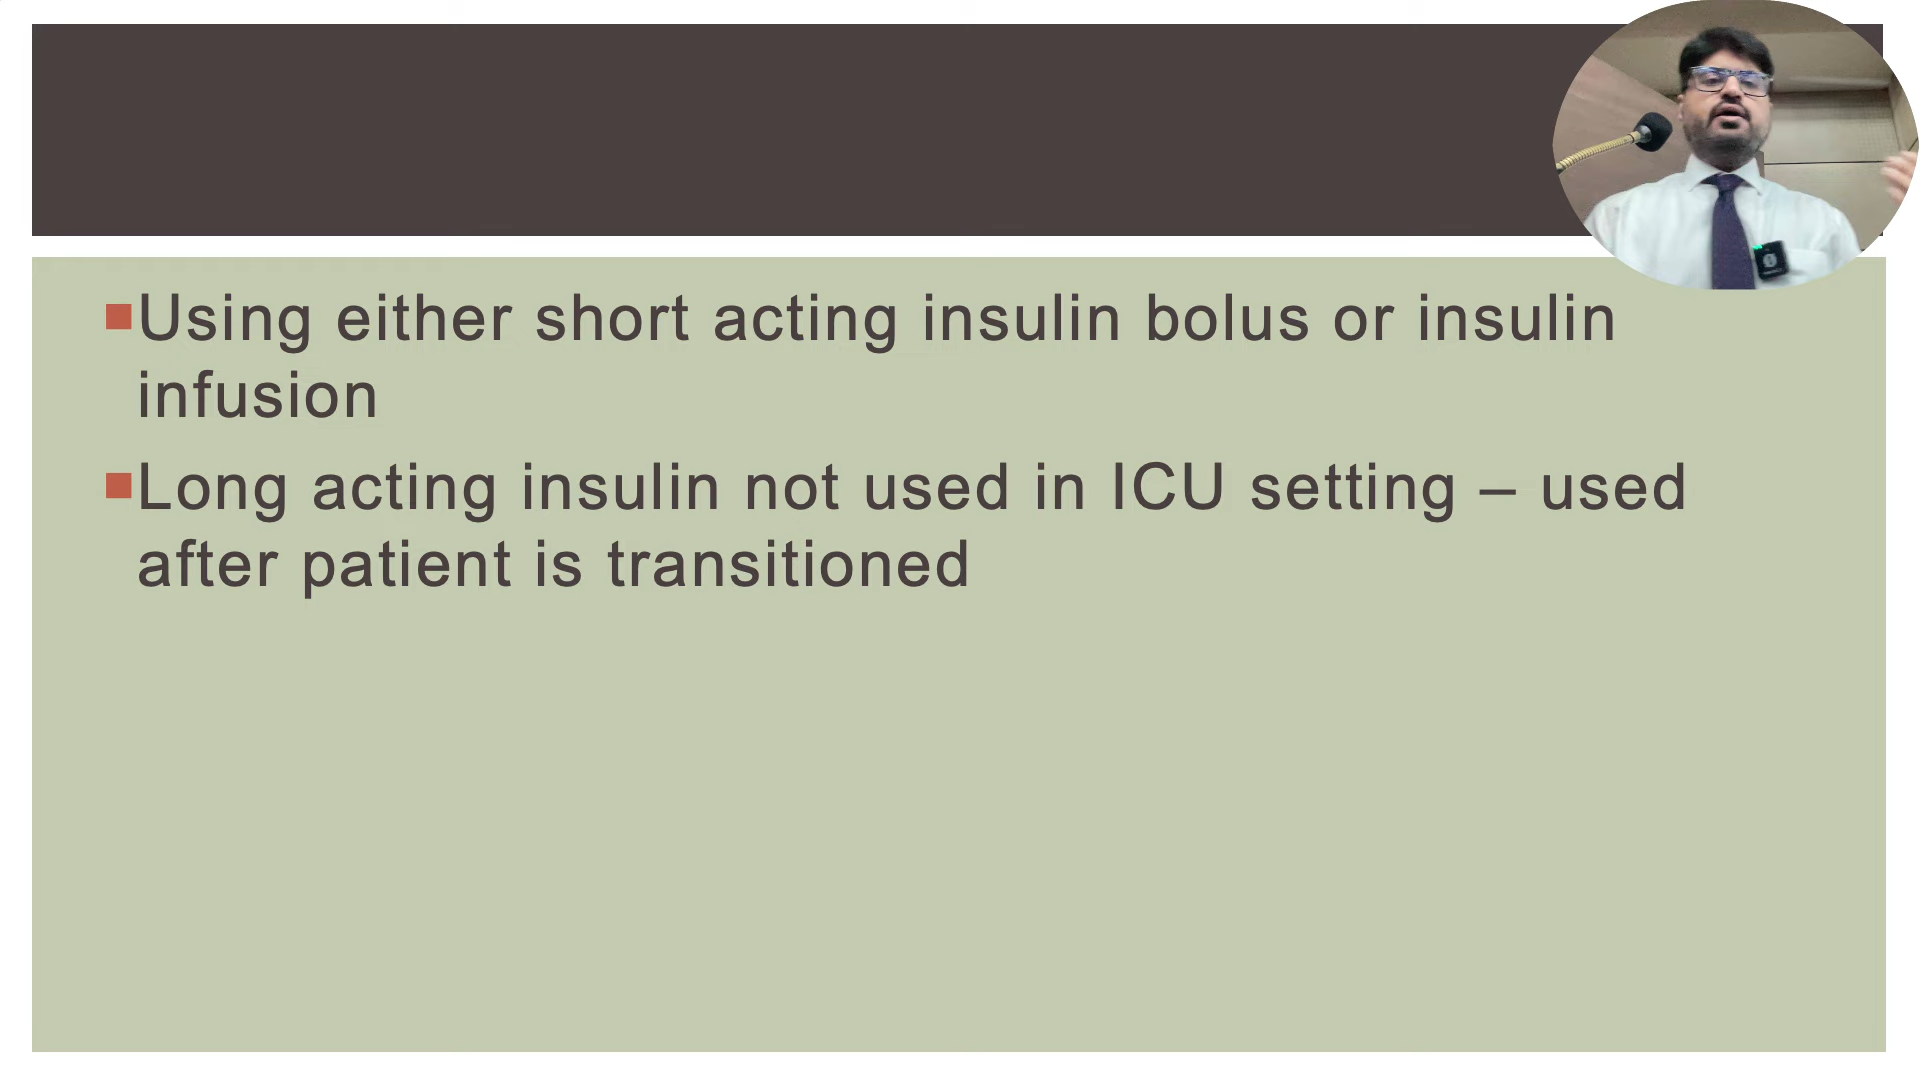 Using either short acting insulin bolus or insulin
infusion
Long acting insulin not used in ICU setting – used
after patient is transitioned